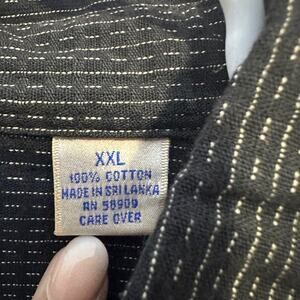 XXL
100% COTTON
MADE IN SRI LANKA
RN 58909
CARE OVER